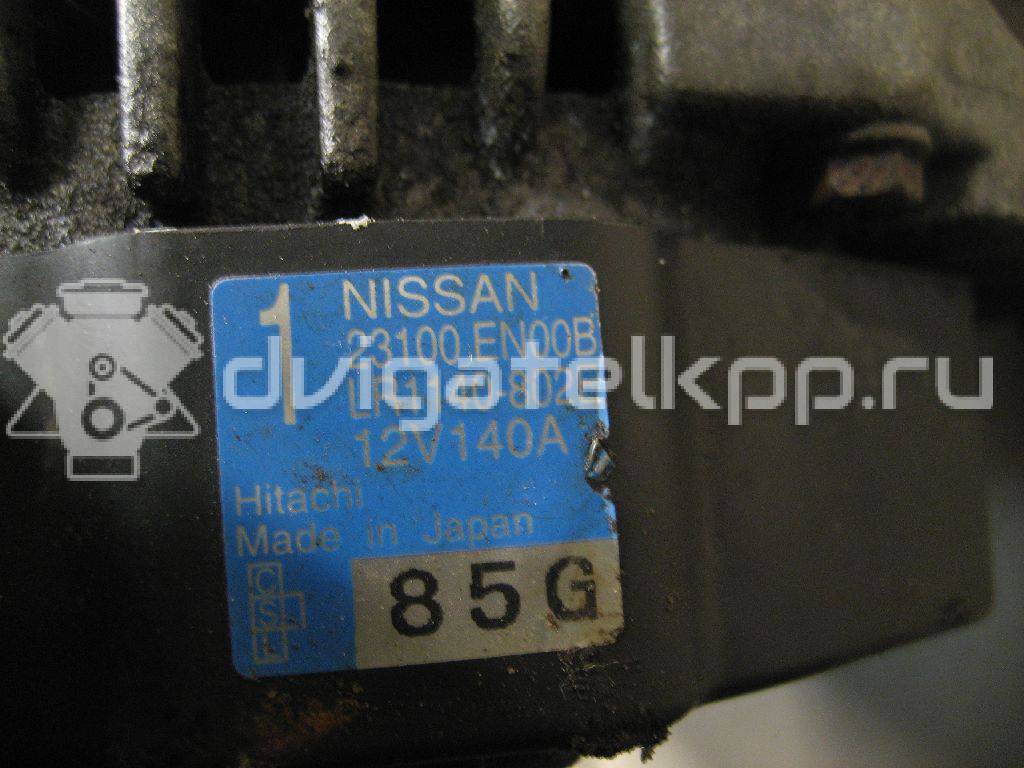 1 NISSAN
23100 EN00B
12V140A
Hitachi
Made in Japan
85G
dvigatelkpp.ru